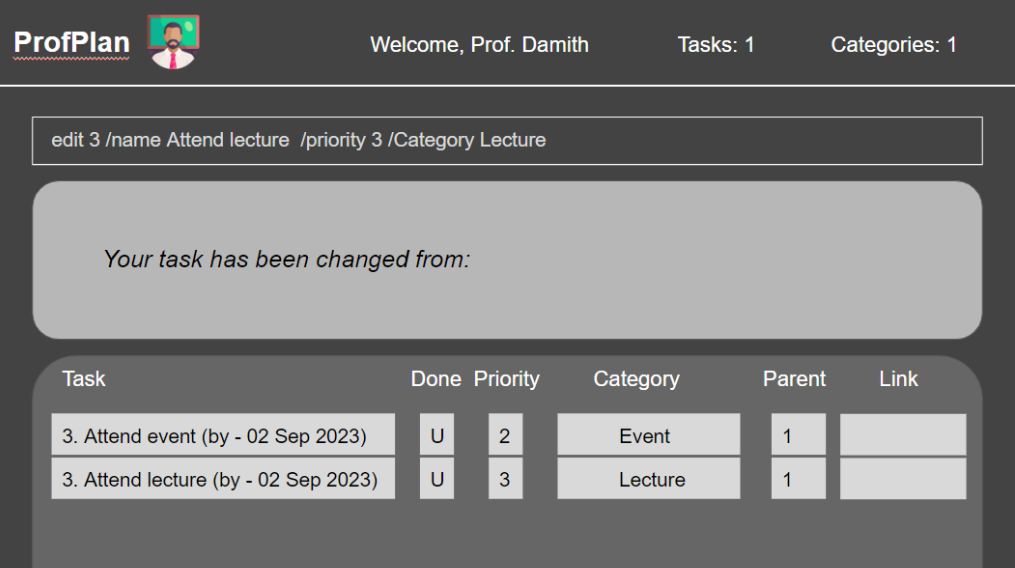 ProfPlan Welcome, Prof. Damith Tasks: 1 Categories: 1
edit 3 /name Attend lecture  /priority 3 /Category Lecture
Your task has been changed from:
Task Done Priority Category Parent Link
3. Attend event (by - 02 Sep 2023) U 2 Event 1
3. Attend lecture (by - 02 Sep 2023) U 3 Lecture 1